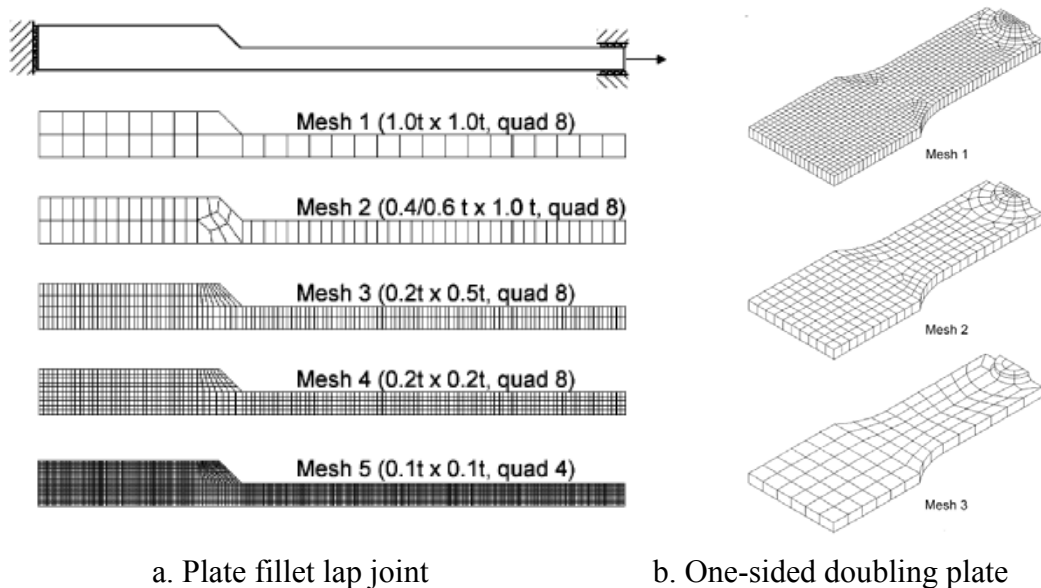 Mesh 1 (1.0t x 1.0t, quad 8)
Mesh 2 (0.4/0.6 t x 1.0 t, quad 8)
Mesh 3 (0.2t x 0.5t, quad 8)
Mesh 4 (0.2t x 0.2t, quad 8)
Mesh 5 (0.1t x 0.1t, quad 4)
a. Plate fillet lap joint
Mesh 1
Mesh 2
Mesh 3
b. One-sided doubling plate